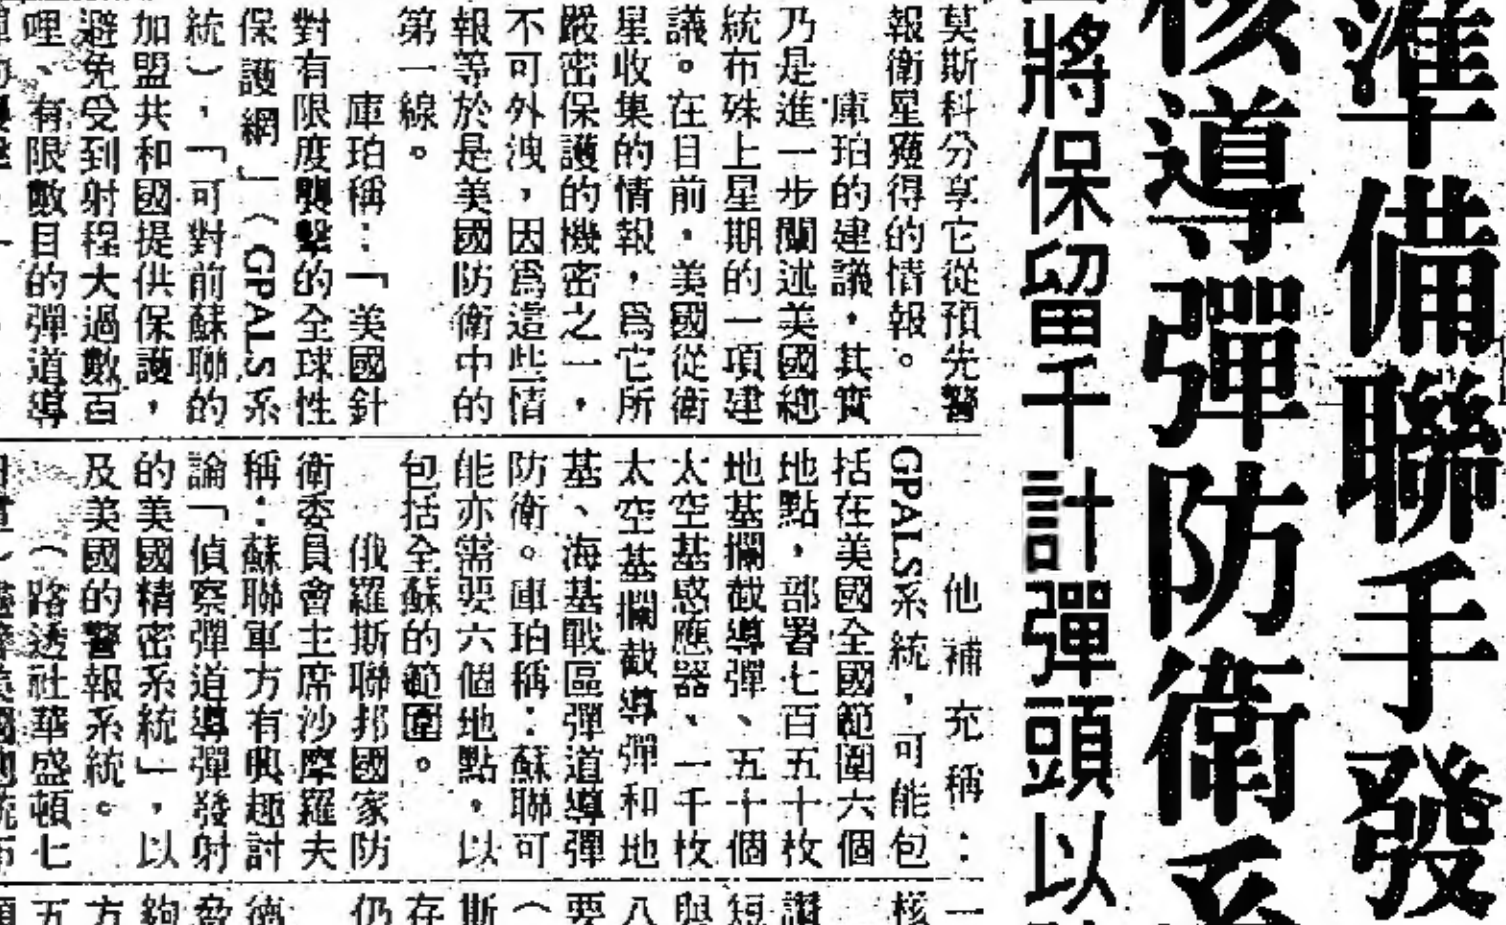 準備聯手發
核導彈防衛系
將保留千計彈頭以
莫斯科分享它從預先警
報衛星獲得的情報。
庫珀的建議，其實
乃是進一步闡述美國總
統布殊上星期的一項建
議。在目前，美國從衛
星收集的情報，爲它所
嚴密保護的機密之一，
不可外洩，因爲這些情
報等於是美國防衛中的
第一線。
庫珀稱：「美國針
對有限度襲擊的全球性
保護網」（GPALS系
統），「可對前蘇聯的
加盟共和國提供保護，
避免受到射程大過數百
哩、有限數目的彈道導
他補充稱：
GPALS系統，可能包
括在美國全國範圍六個
地點，部署七百五十枚
地基攔截導彈、五十個
太空基感應器、一千枚
太空基攔截導彈和地
基、海基戰區彈道導彈
防衛。庫珀稱：蘇聯可
能亦需要六個地點，以
包括全蘇的範圍。
俄羅斯聯邦國家防
衛委員會主席沙摩羅夫
稱：蘇聯軍方有興趣討
論「偵察彈道導彈發射
的美國精密系統」，以
及美國的警報系統。
（路透社華盛頓七
一
核
與
八
要
（
斯
存
仍
德
方
五